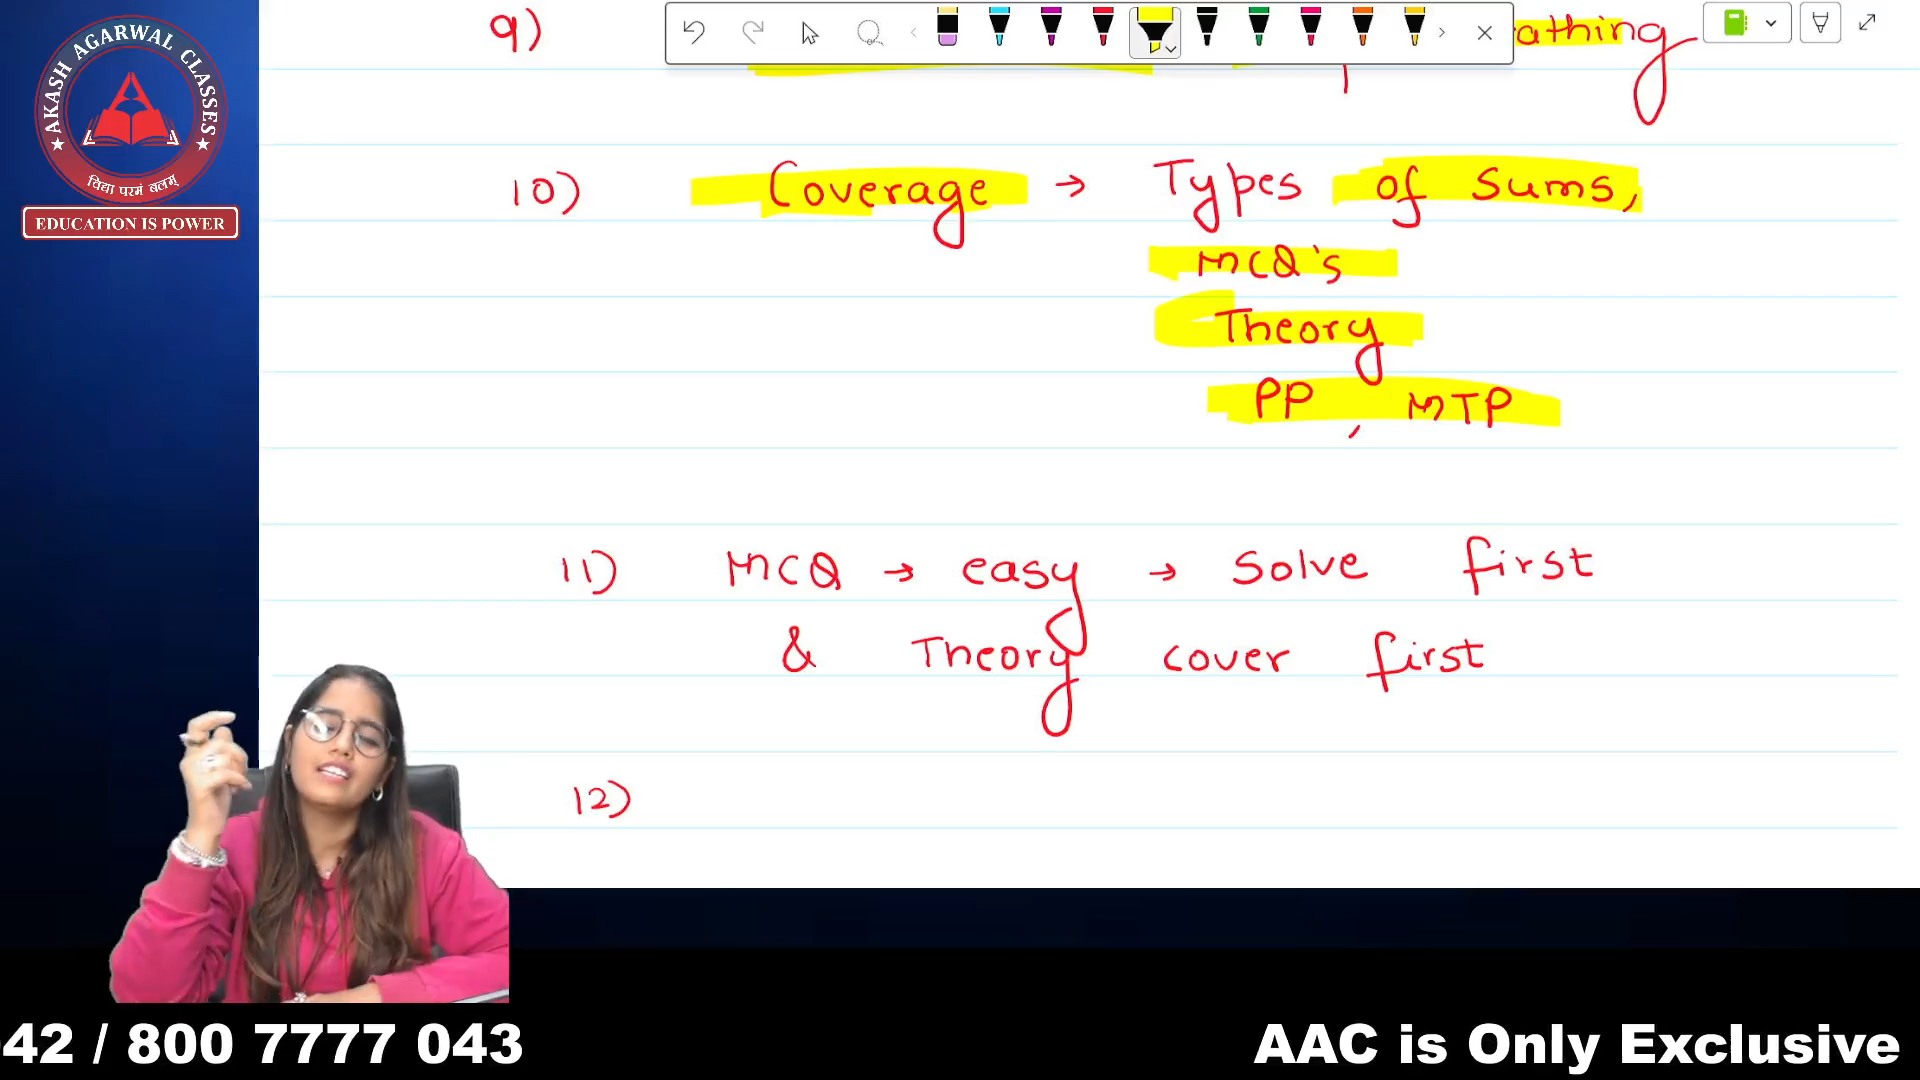 AKASH AGARWAL CLASSES
विद्या परमं बलम्
EDUCATION IS POWER
9)
10) Coverage → Types of Sums,
MCQ's
Theory
PP, MTP
11) MCQ → easy → Solve first
& Theory cover first
12)
42 / 800 7777 043
AAC is Only Exclusive